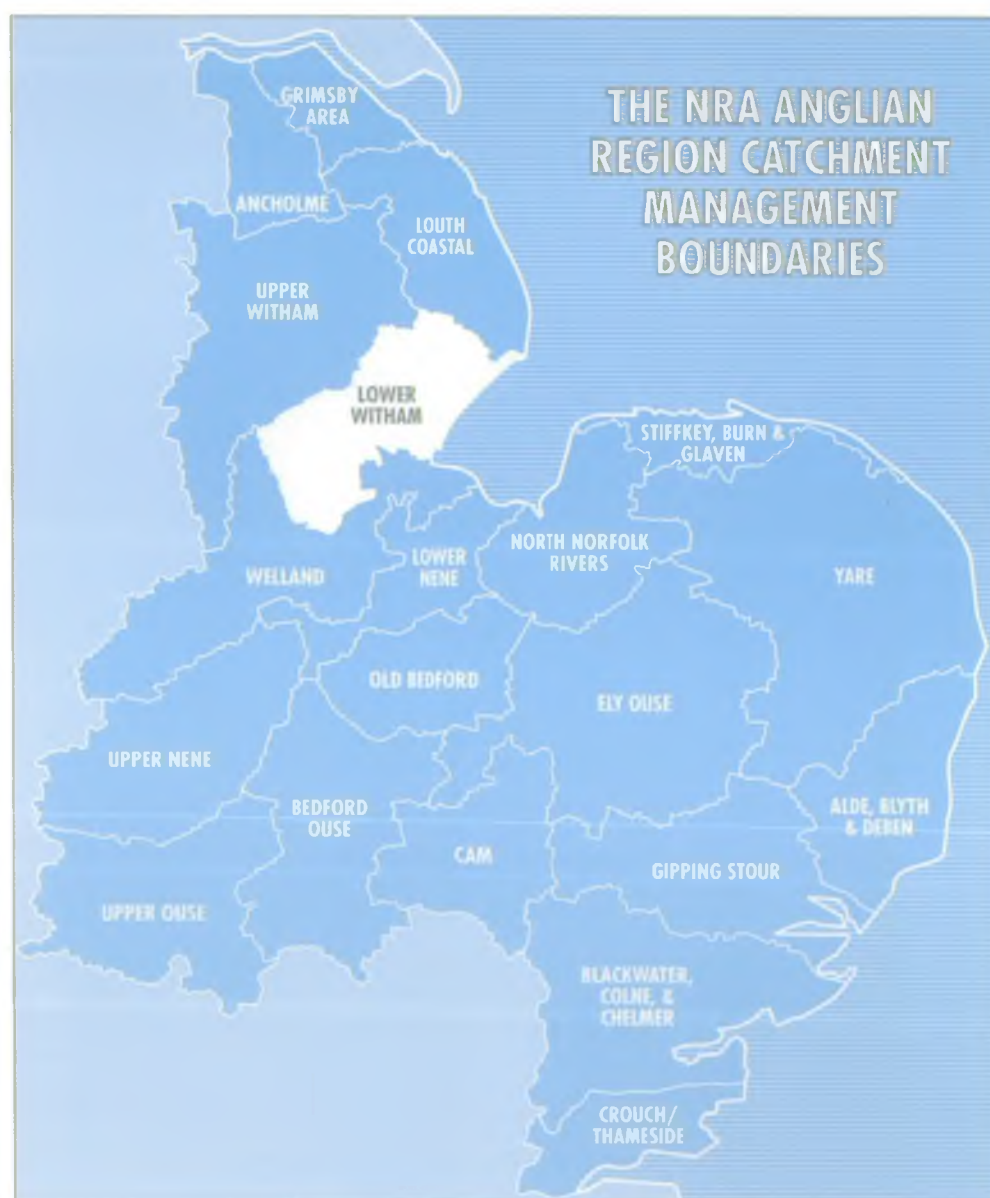 THE NRA ANGLIAN
REGION CATCHMENT
MANAGEMENT
BOUNDARIES
GRIMSBY
AREA
ANCHOLME
LOUTH
COASTAL
UPPER
WITHAM
LOWER
WITHAM
STIFFKEY, BURN &
GLAVEN
NORTH NORFOLK
RIVERS
LOWER
NENE
WELLAND
YARE
OLD BEDFORD
ELY OUSE
UPPER NENE
BEDFORD
OUSE
ALDE, BLYTH
& DEBEN
CAM
GIPPING STOUR
UPPER OUSE
BLACKWATER,
COLNE, &
CHELMER
CROUCH/
THAMESIDE